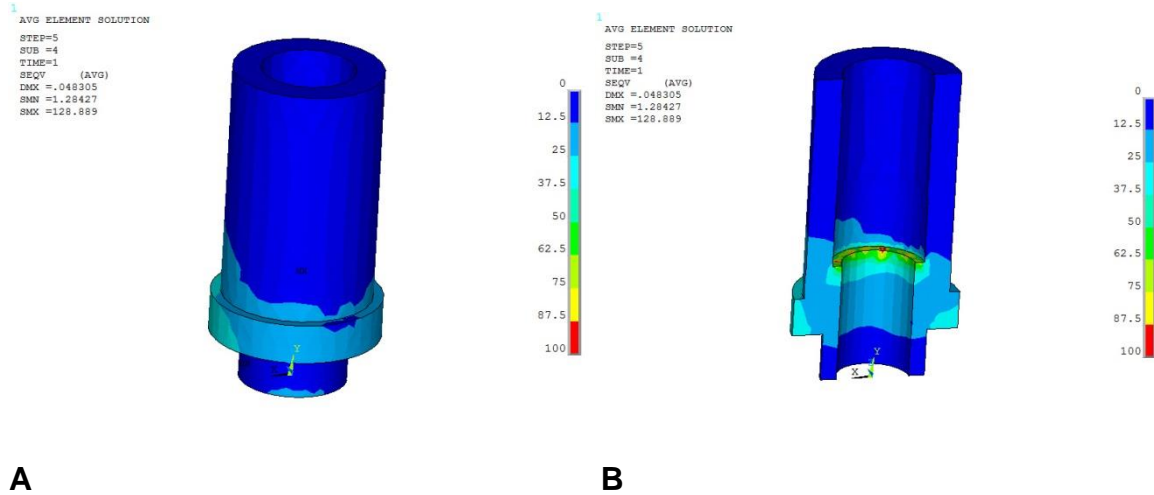 1
AVG ELEMENT SOLUTION
STEP=5
SUB =4
TIME=1
SEQV (AVG)
DMX =.048305
SMN =1.28427
SMX =128.889
0
12.5
25
37.5
50
62.5
75
87.5
100
Y
X
A
1
AVG ELEMENT SOLUTION
STEP=5
SUB =4
TIME=1
SEQV (AVG)
DMX =.048305
SMN =1.28427
SMX =128.889
0
12.5
25
37.5
50
62.5
75
87.5
100
Y
X
B